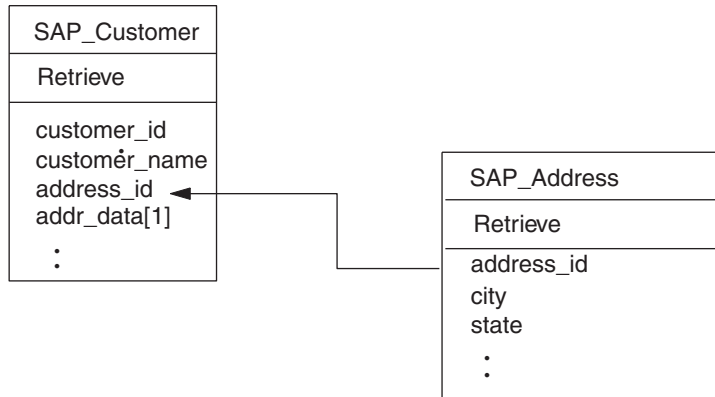 SAP_Customer
Retrieve
customer_id
customer_name
address_id
addr_data[1]
:
SAP_Address
Retrieve
address_id
city
state
: